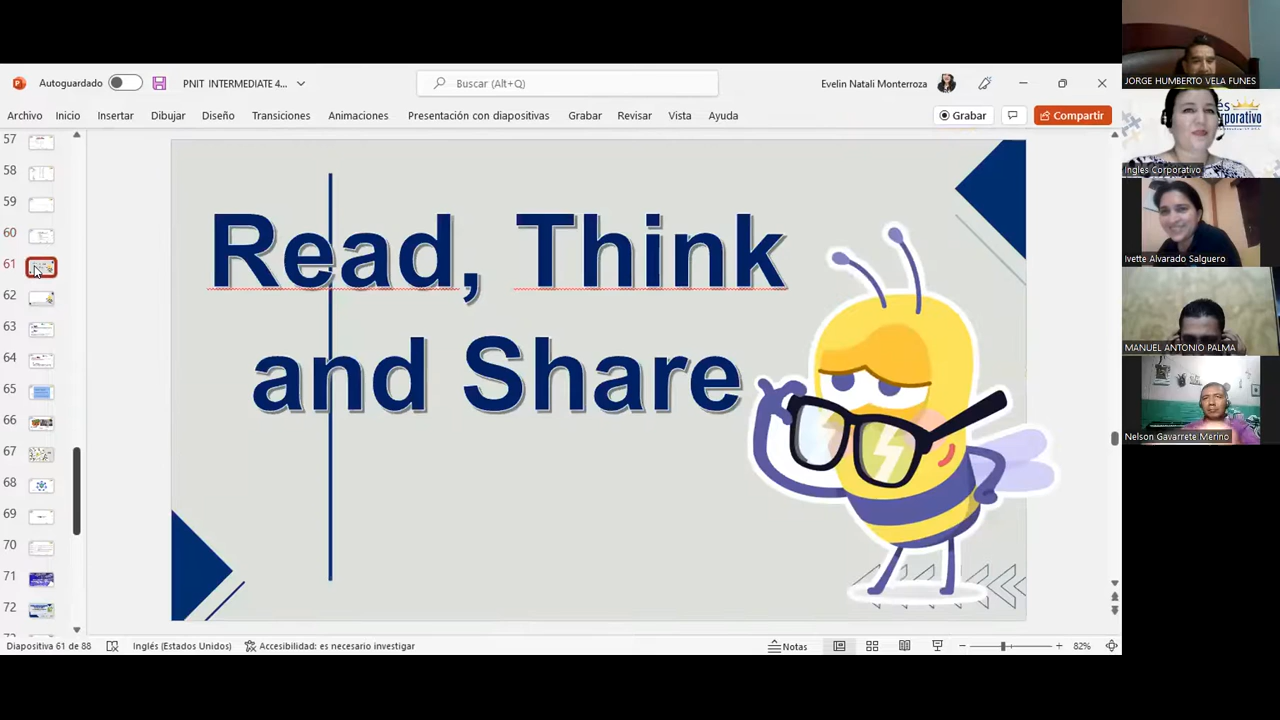 Autoguardado
PNIT INTERMEDIATE 4...
Buscar (Alt+Q)
Evelin Natali Monterroza
Archivo Inicio Insertar Dibujar Diseño Transiciones Animaciones Presentación con diapositivas Grabar Revisar Vista Ayuda
Grabar
Compartir
57
58
59
60
61
62
63
64
65
66
67
68
69
70
71
72
Read, Think
and Share
Diapositiva 61 de 88
Inglés (Estados Unidos)
Accesibilidad: es necesario investigar
Notas
82%
JORGE HUMBERTO VELA FUNES
Ingles Corporativo
Ivette Alvarado Salguero
MANUEL ANTONIO PALMA
Nelson Gavarrete Merino